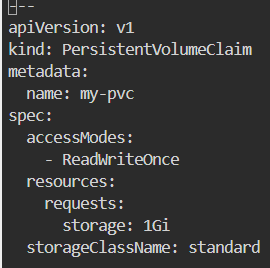 ---
apiVersion: v1
kind: PersistentVolumeClaim
metadata:
  name: my-pvc
spec:
  accessModes:
    - ReadWriteOnce
  resources:
    requests:
      storage: 1Gi
  storageClassName: standard